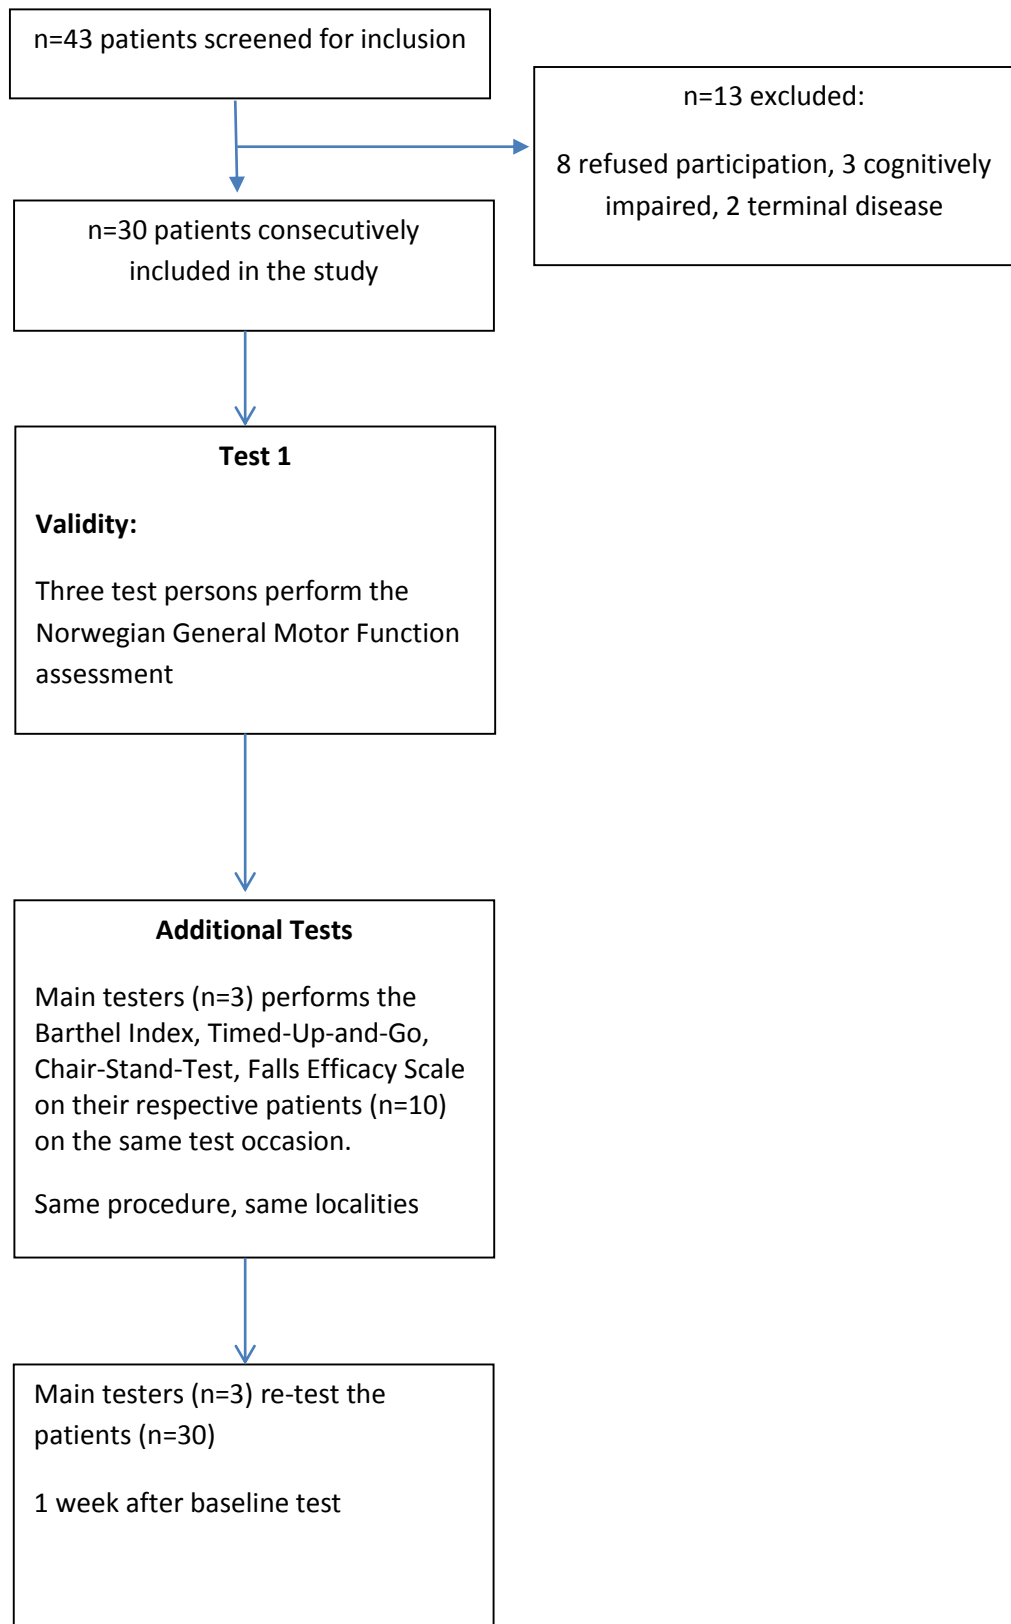 n=43 patients screened for inclusion
n=13 excluded:
8 refused participation, 3 cognitively
impaired, 2 terminal disease
n=30 patients consecutively
included in the study
Test 1
Validity:
Three test persons perform the
Norwegian General Motor Function
assessment
Additional Tests
Main testers (n=3) performs the
Barthel Index, Timed-Up-and-Go,
Chair-Stand-Test, Falls Efficacy Scale
on their respective patients (n=10)
on the same test occasion.
Same procedure, same localities
Main testers (n=3) re-test the
patients (n=30)
1 week after baseline test